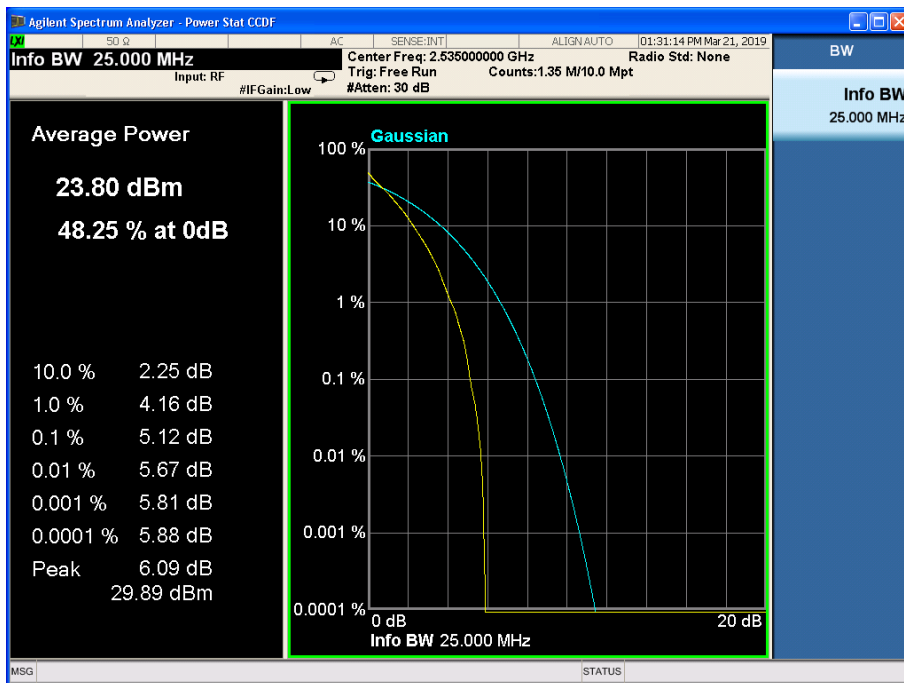 Agilent Spectrum Analyzer - Power Stat CCDF
LXI 50 Ω AC SENSE:INT ALIGN AUTO 01:31:14 PM Mar 21, 2019
Info BW 25.000 MHz
Input: RF
#IFGain:Low
Center Freq: 2.535000000 GHz Radio Std: None
Trig: Free Run Counts:1.35 M/10.0 Mpt
#Atten: 30 dB
BW
Info BW
25.000 MHz
Average Power
23.80 dBm
48.25 % at 0dB
10.0 % 2.25 dB
1.0 % 4.16 dB
0.1 % 5.12 dB
0.01 % 5.67 dB
0.001 % 5.81 dB
0.0001 % 5.88 dB
Peak 6.09 dB
29.89 dBm
Gaussian
100 %
10 %
1 %
0.1 %
0.01 %
0.001 %
0.0001 %
0 dB 20 dB
Info BW 25.000 MHz
MSG STATUS